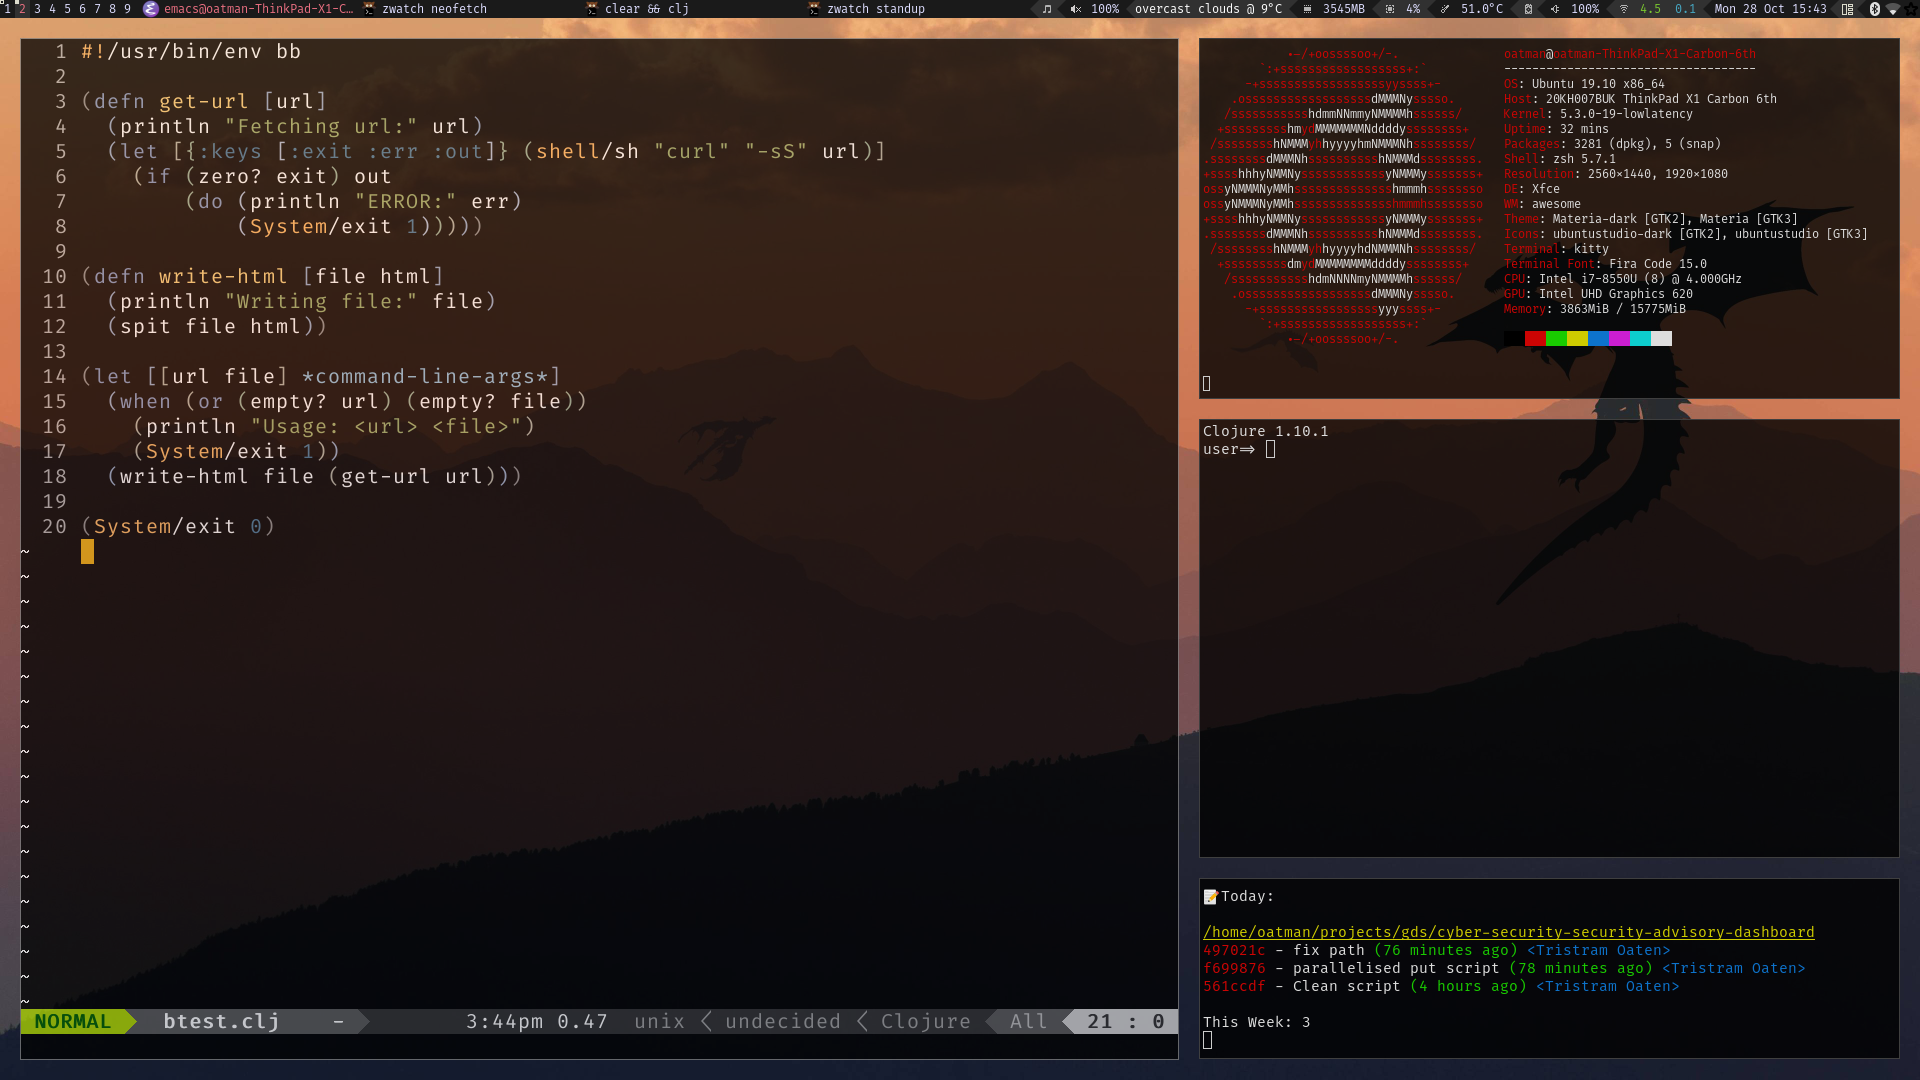 1 2 3 4 5 6 7 8 9 emacs@oatman-ThinkPad-X1-C… zwatch neofetch clear && clj zwatch standup 100% overcast clouds @ 9°C 3545MB 4% 51.0°C 100% 4.5 0.1 Mon 28 Oct 15:43
1 #!/usr/bin/env bb
2
3 (defn get-url [url]
4   (println "Fetching url:" url)
5   (let [{:keys [:exit :err :out]} (shell/sh "curl" "-sS" url)]
6     (if (zero? exit) out
7         (do (println "ERROR:" err)
8             (System/exit 1)))))
9
10 (defn write-html [file html]
11   (println "Writing file:" file)
12   (spit file html))
13
14 (let [[url file] *command-line-args*]
15   (when (or (empty? url) (empty? file))
16     (println "Usage: <url> <file>")
17     (System/exit 1))
18   (write-html file (get-url url)))
19
20 (System/exit 0)
NORMAL btest.clj - 3:44pm 0.47 unix undecided Clojure All 21 : 0
oatman@oatman-ThinkPad-X1-Carbon-6th
------------------------------------
OS: Ubuntu 19.10 x86_64
Host: 20KH007BUK ThinkPad X1 Carbon 6th
Kernel: 5.3.0-19-lowlatency
Uptime: 32 mins
Packages: 3281 (dpkg), 5 (snap)
Shell: zsh 5.7.1
Resolution: 2560×1440, 1920×1080
DE: Xfce
WM: awesome
Theme: Materia-dark [GTK2], Materia [GTK3]
Icons: ubuntustudio-dark [GTK2], ubuntustudio [GTK3]
Terminal: kitty
Terminal Font: Fira Code 15.0
CPU: Intel i7-8550U (8) @ 4.000GHz
GPU: Intel UHD Graphics 620
Memory: 3863MiB / 15775MiB
Clojure 1.10.1
user=>
📝Today:
/home/oatman/projects/gds/cyber-security-security-advisory-dashboard
497021c - fix path (76 minutes ago) <Tristram Oaten>
f699876 - parallelised put script (78 minutes ago) <Tristram Oaten>
561ccdf - Clean script (4 hours ago) <Tristram Oaten>
This Week: 3